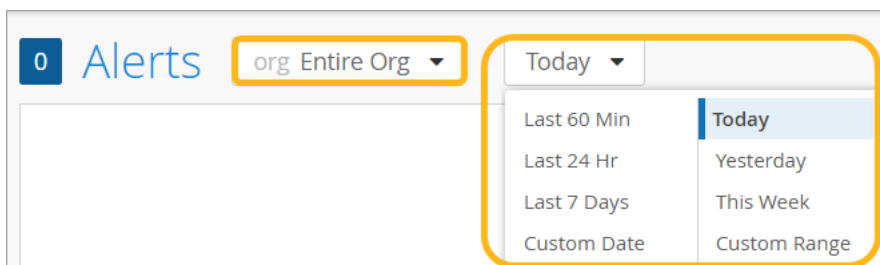 0 Alerts org Entire Org Today
Last 60 Min Today
Last 24 Hr Yesterday
Last 7 Days This Week
Custom Date Custom Range